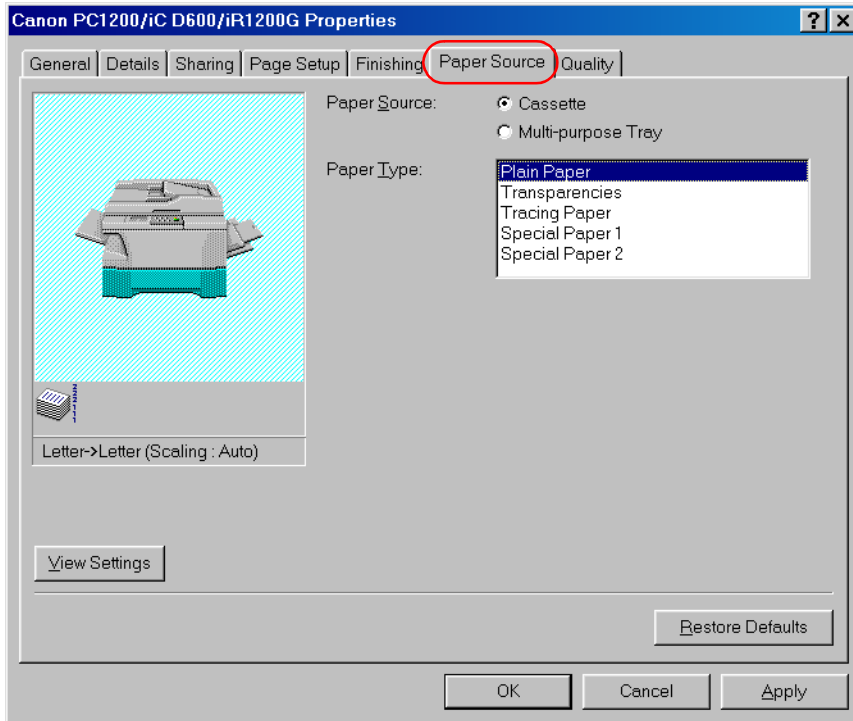 Canon PC1200/iC D600/iR1200G Properties
General Details Sharing Page Setup Finishing Paper Source Quality
Paper Source:
Cassette
Multi-purpose Tray
Paper Type:
Plain Paper
Transparencies
Tracing Paper
Special Paper 1
Special Paper 2
Letter->Letter (Scaling : Auto)
View Settings
Restore Defaults
OK Cancel Apply